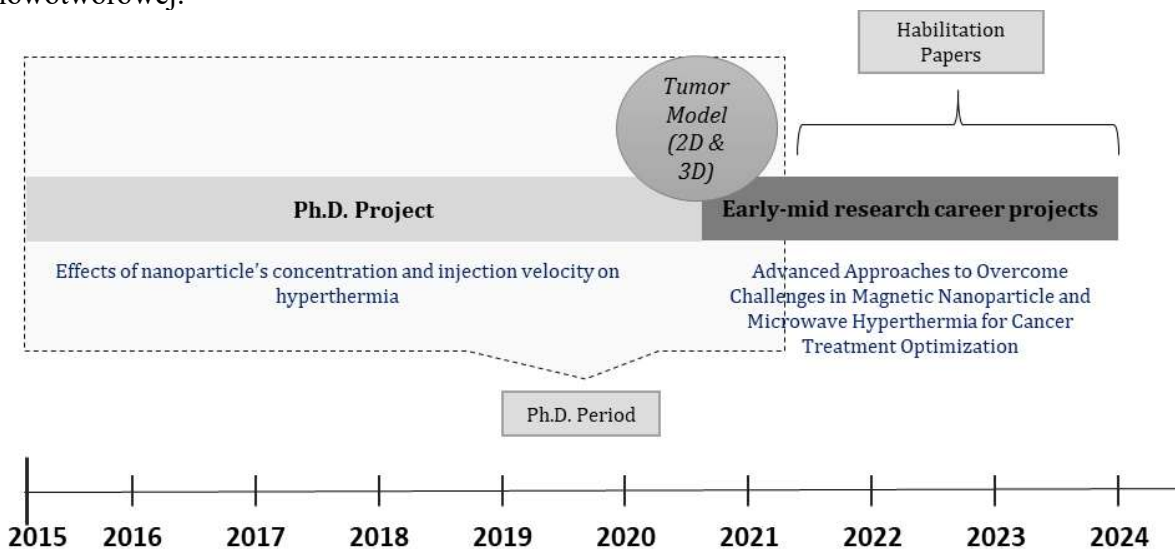 nowotworowej.
Habilitation
Papers
Tumor
Model
(2D &
3D)
Ph.D. Project
Early-mid research career projects
Effects of nanoparticle's concentration and injection velocity on
hyperthermia
Advanced Approaches to Overcome
Challenges in Magnetic Nanoparticle and
Microwave Hyperthermia for Cancer
Treatment Optimization
Ph.D. Period
2015 2016 2017 2018 2019 2020 2021 2022 2023 2024